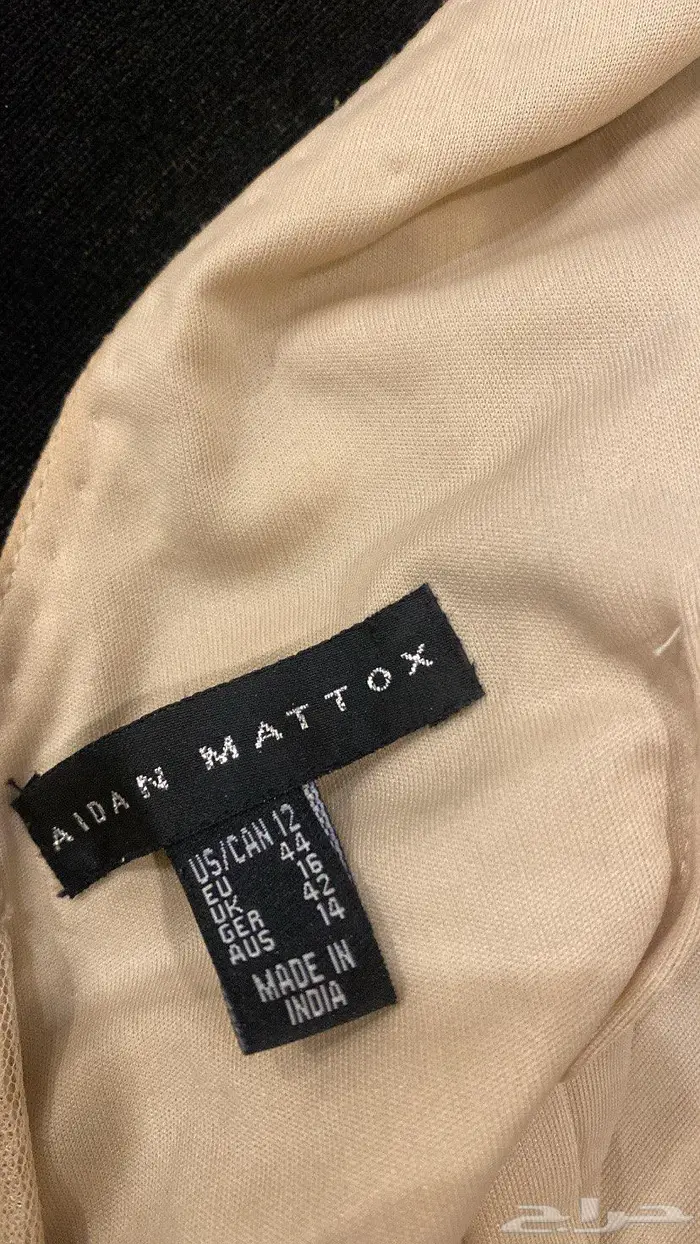 AIDAN MATTOX
US/CAN 12
EU 44
UK 16
GER 42
AUS 14
MADE IN
INDIA
حراج